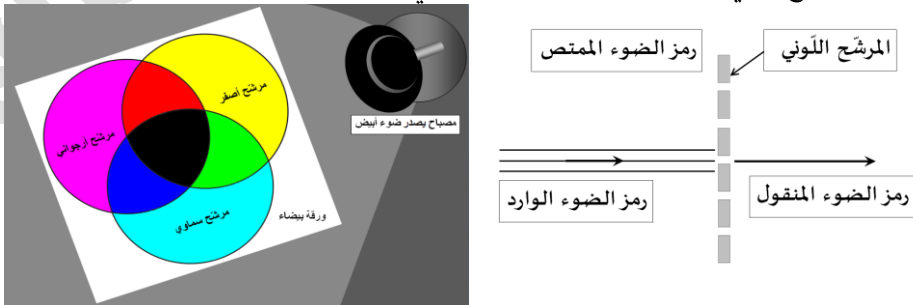 رمز الضوء الممتص
المرشّح اللّوني
رمز الضوء الوارد
رمز الضوء المنقول
مصباح يصدر ضوء أبيض
مرشح أصفر
مرشح أرجواني
مرشح سماوي
ورقة بيضاء